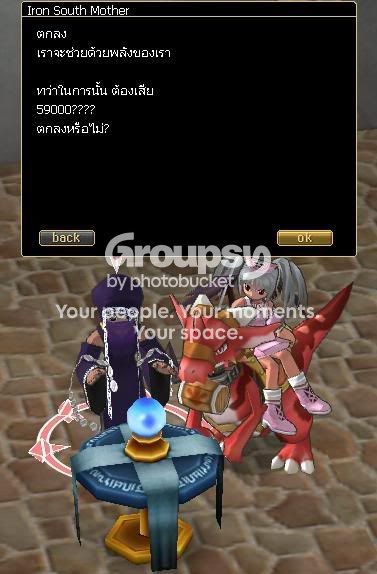 Iron South Mother
ตกลง
เราจะช่วยด้วยพลังของเรา
ทว่าในการนั้น ต้องเสีย
59000????
ตกลงหรือไม่?
back
ok
Groupsy
by photobucket
Your people. Your moments.
Your space.